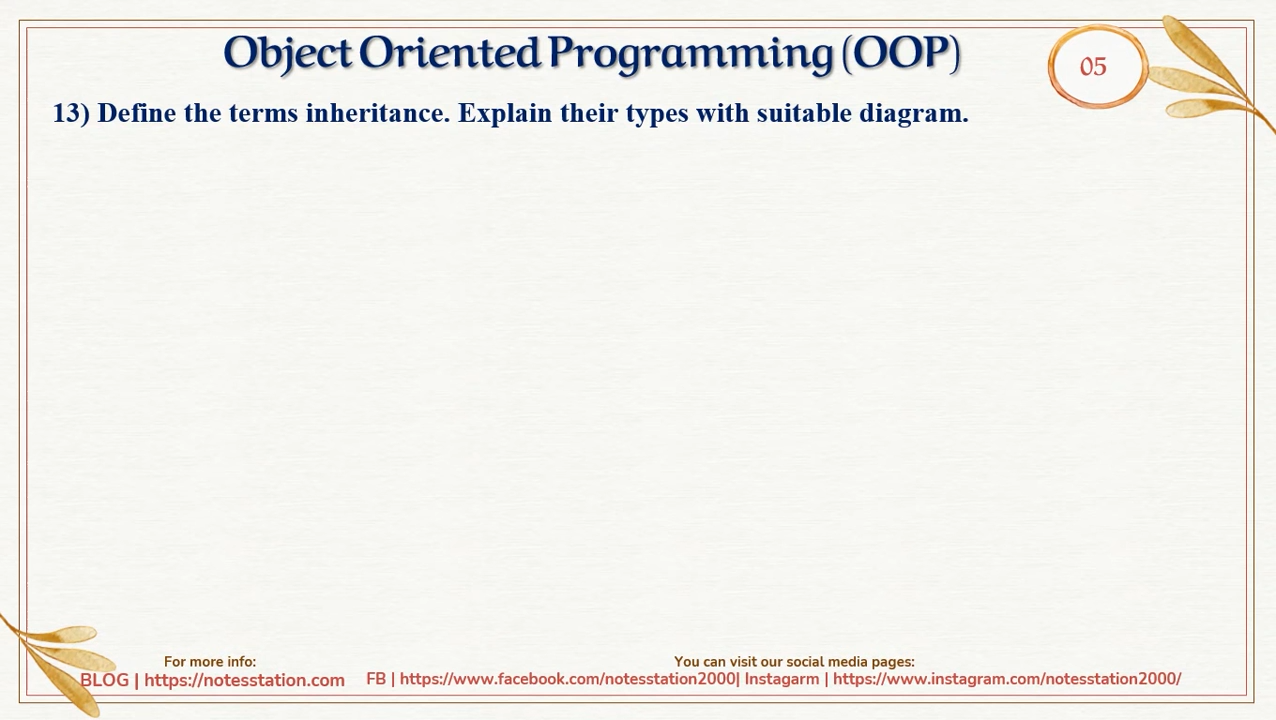 Object Oriented Programming (OOP)
05
13) Define the terms inheritance. Explain their types with suitable diagram.
For more info:
You can visit our social media pages:
BLOG | https://notesstation.com
FB | https://www.facebook.com/notesstation2000| Instagarm | https://www.instagram.com/notesstation2000/